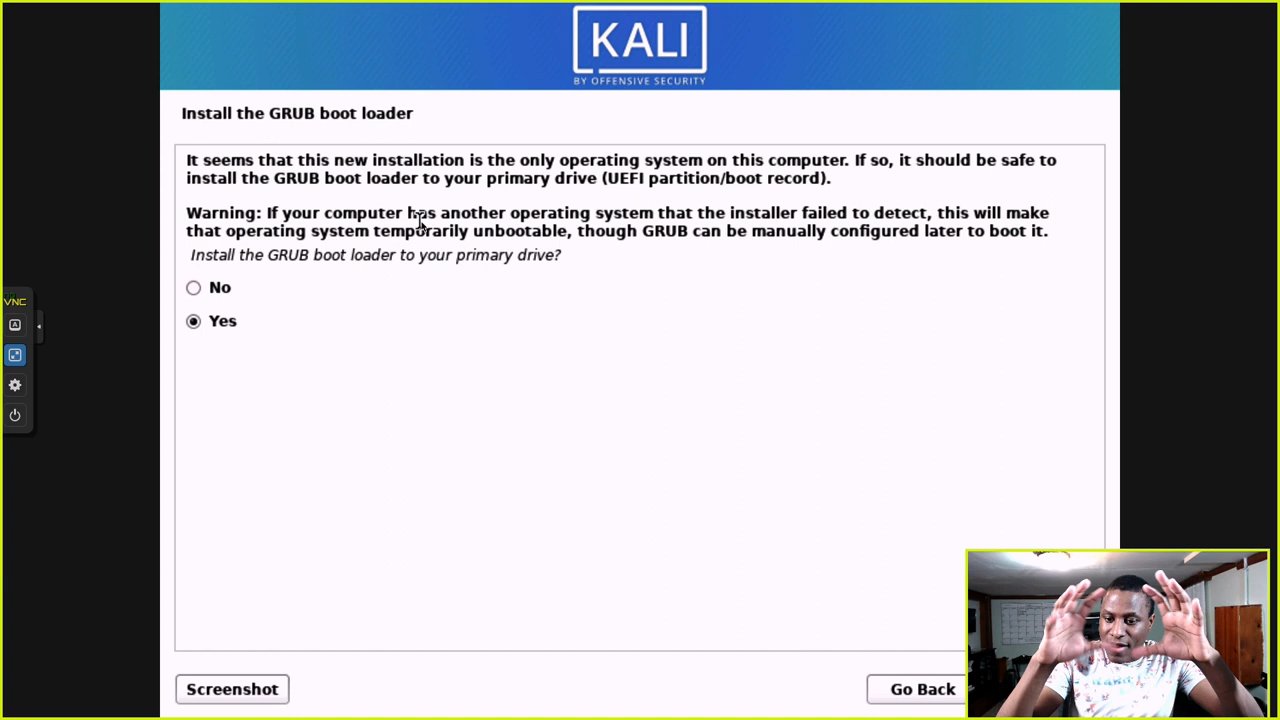 KALI
BY OFFENSIVE SECURITY
Install the GRUB boot loader
It seems that this new installation is the only operating system on this computer. If so, it should be safe to
install the GRUB boot loader to your primary drive (UEFI partition/boot record).
Warning: If your computer has another operating system that the installer failed to detect, this will make
that operating system temporarily unbootable, though GRUB can be manually configured later to boot it.
Install the GRUB boot loader to your primary drive?
No
Yes
VNC
A
Screenshot
Go Back